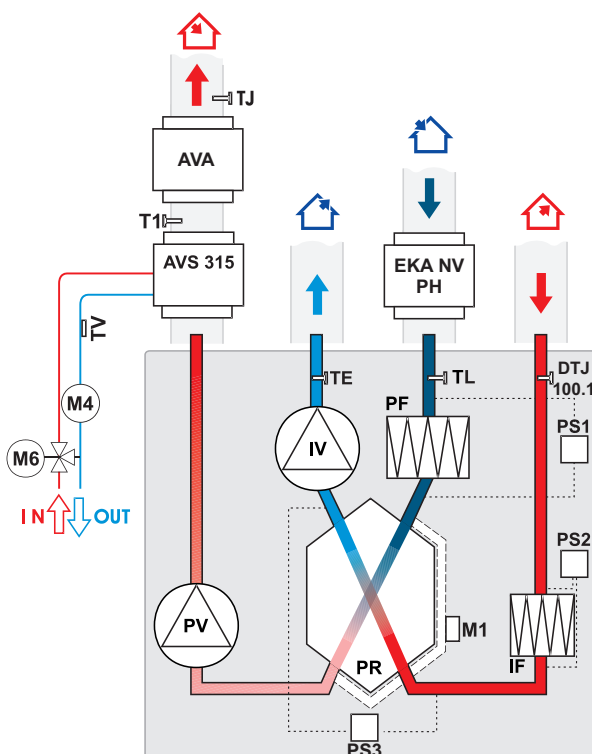 TJ
AVA
T1
AVS 315
EKA NV
PH
TV
TE
TL
DTJ
100.1
M4
PF
PS1
M6
IV
IN
OUT
PS2
PV
M1
PR
IF
PS3